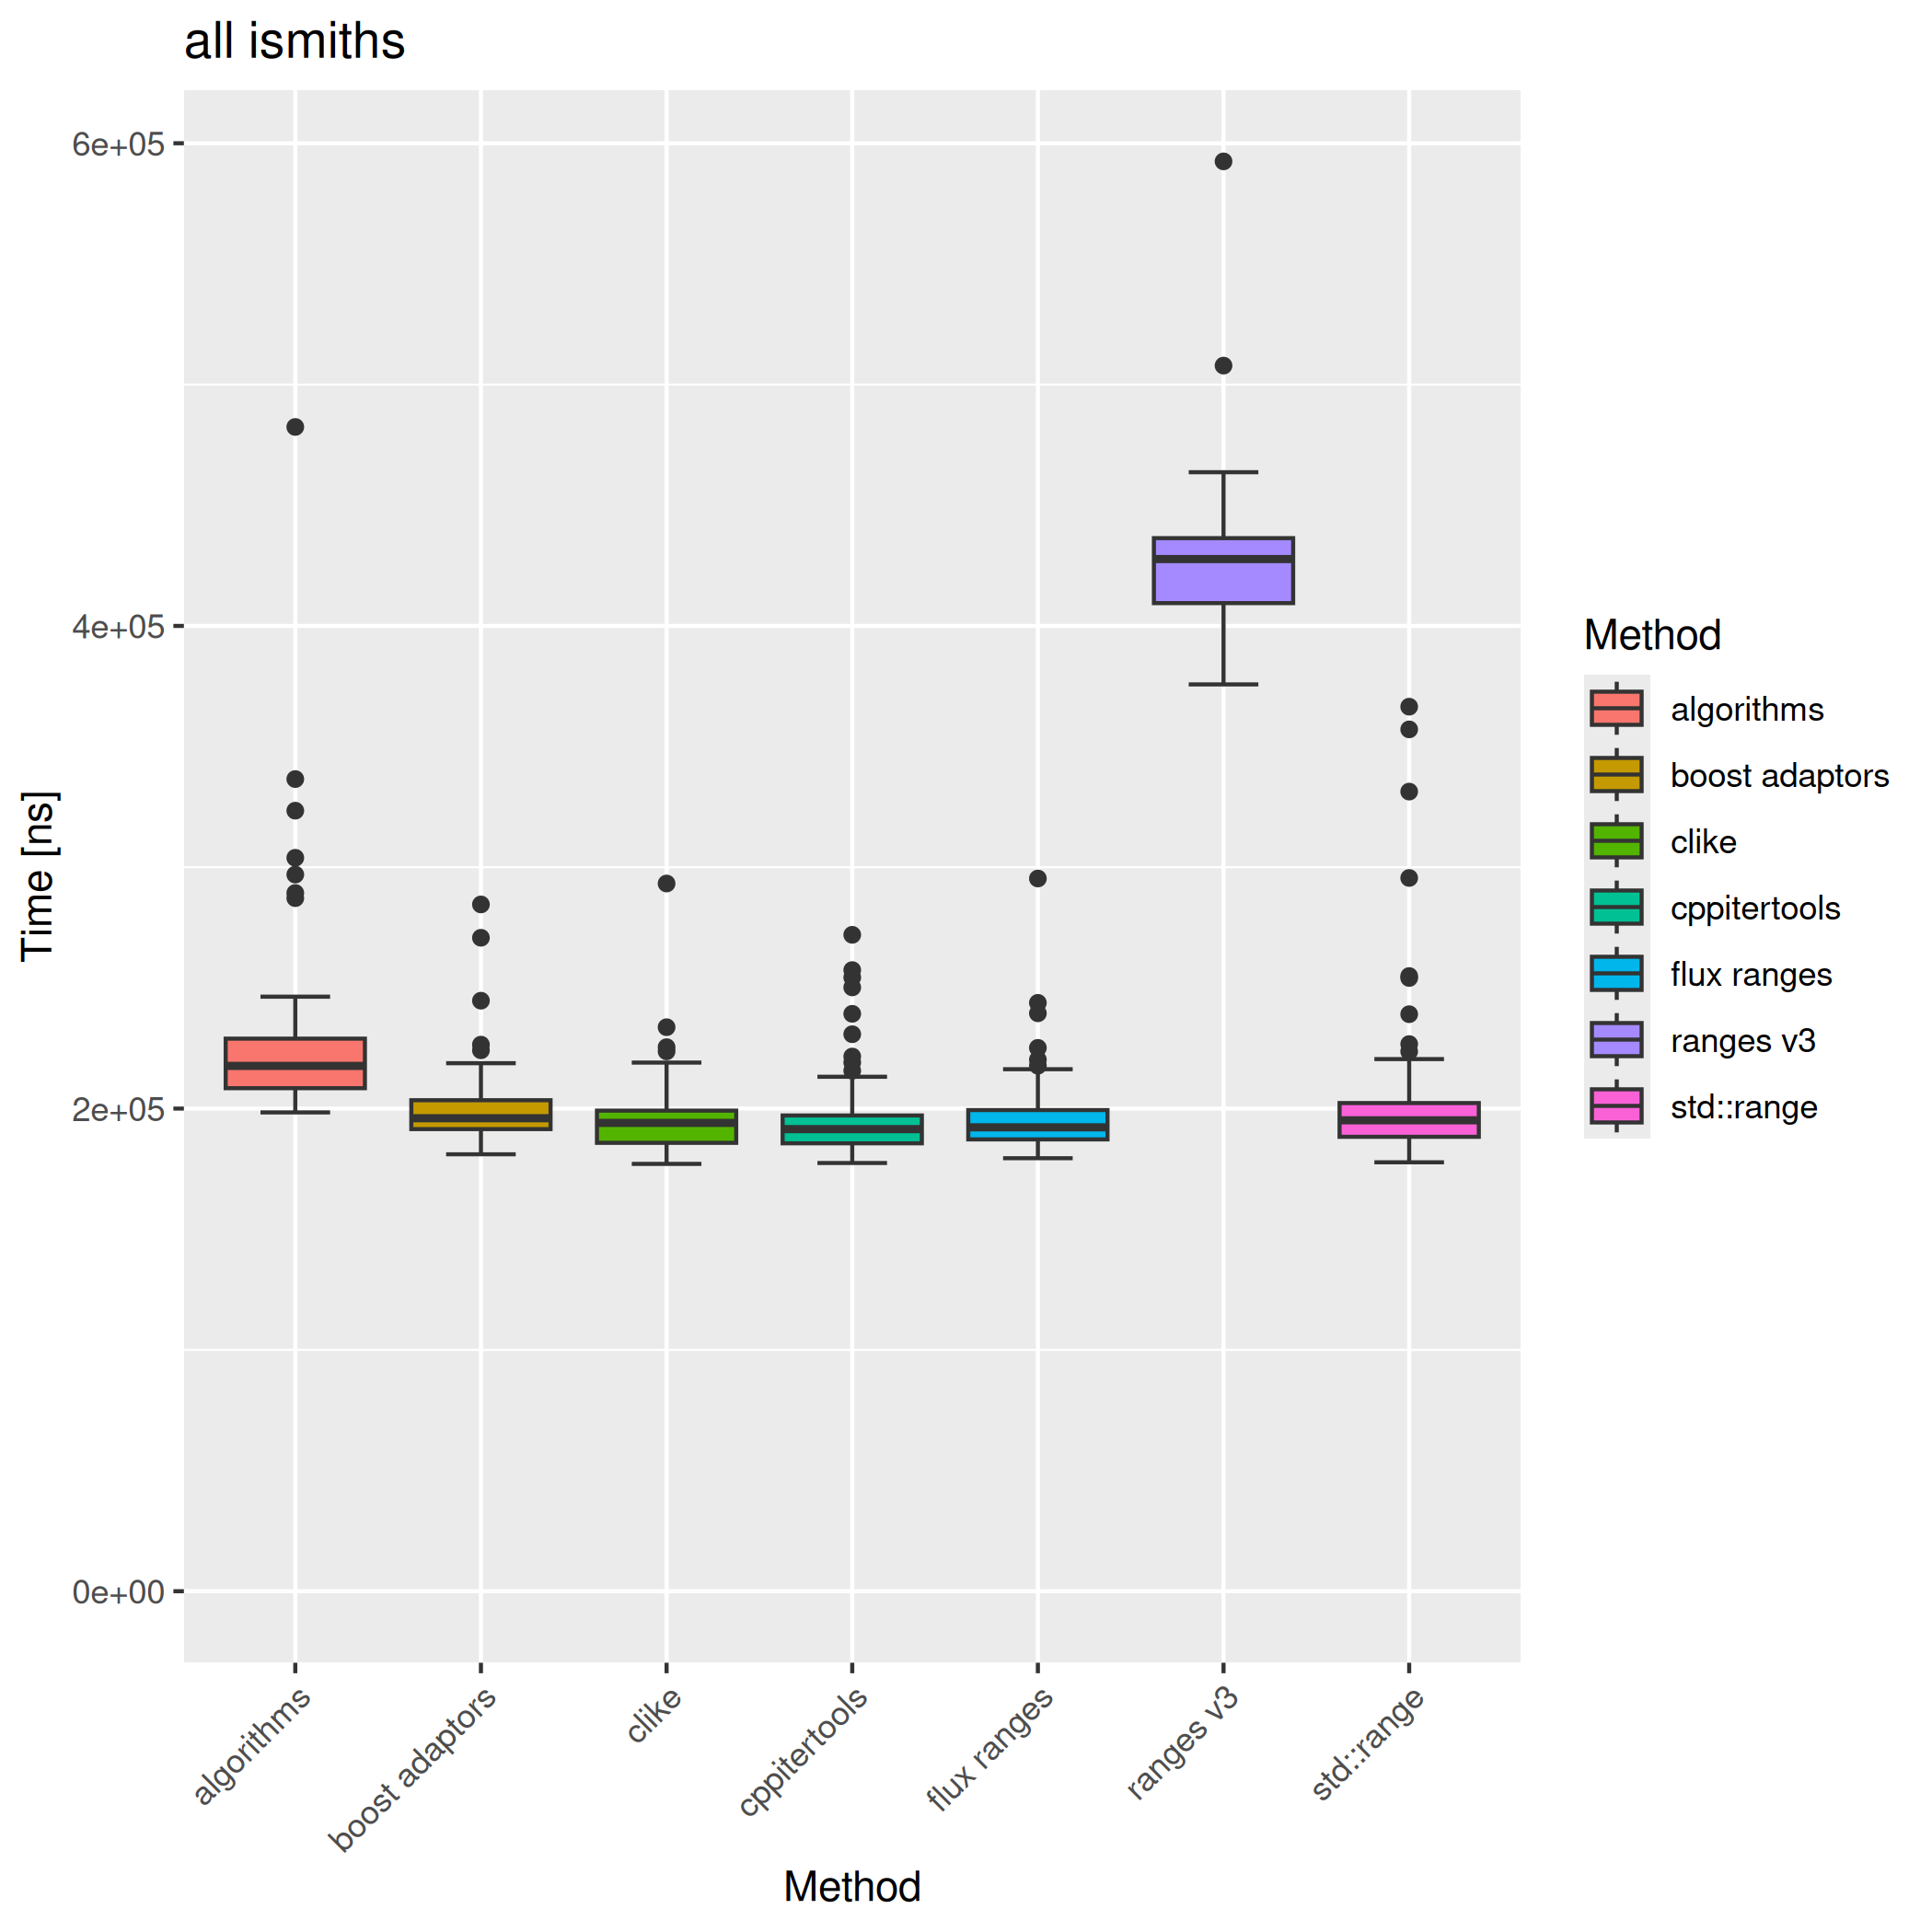 all ismiths
6e+05
4e+05
2e+05
0e+00
Time [ns]
algorithms
boost adaptors
clike
cppitertools
flux ranges
ranges v3
std::range
Method
Method
algorithms
boost adaptors
clike
cppitertools
flux ranges
ranges v3
std::range